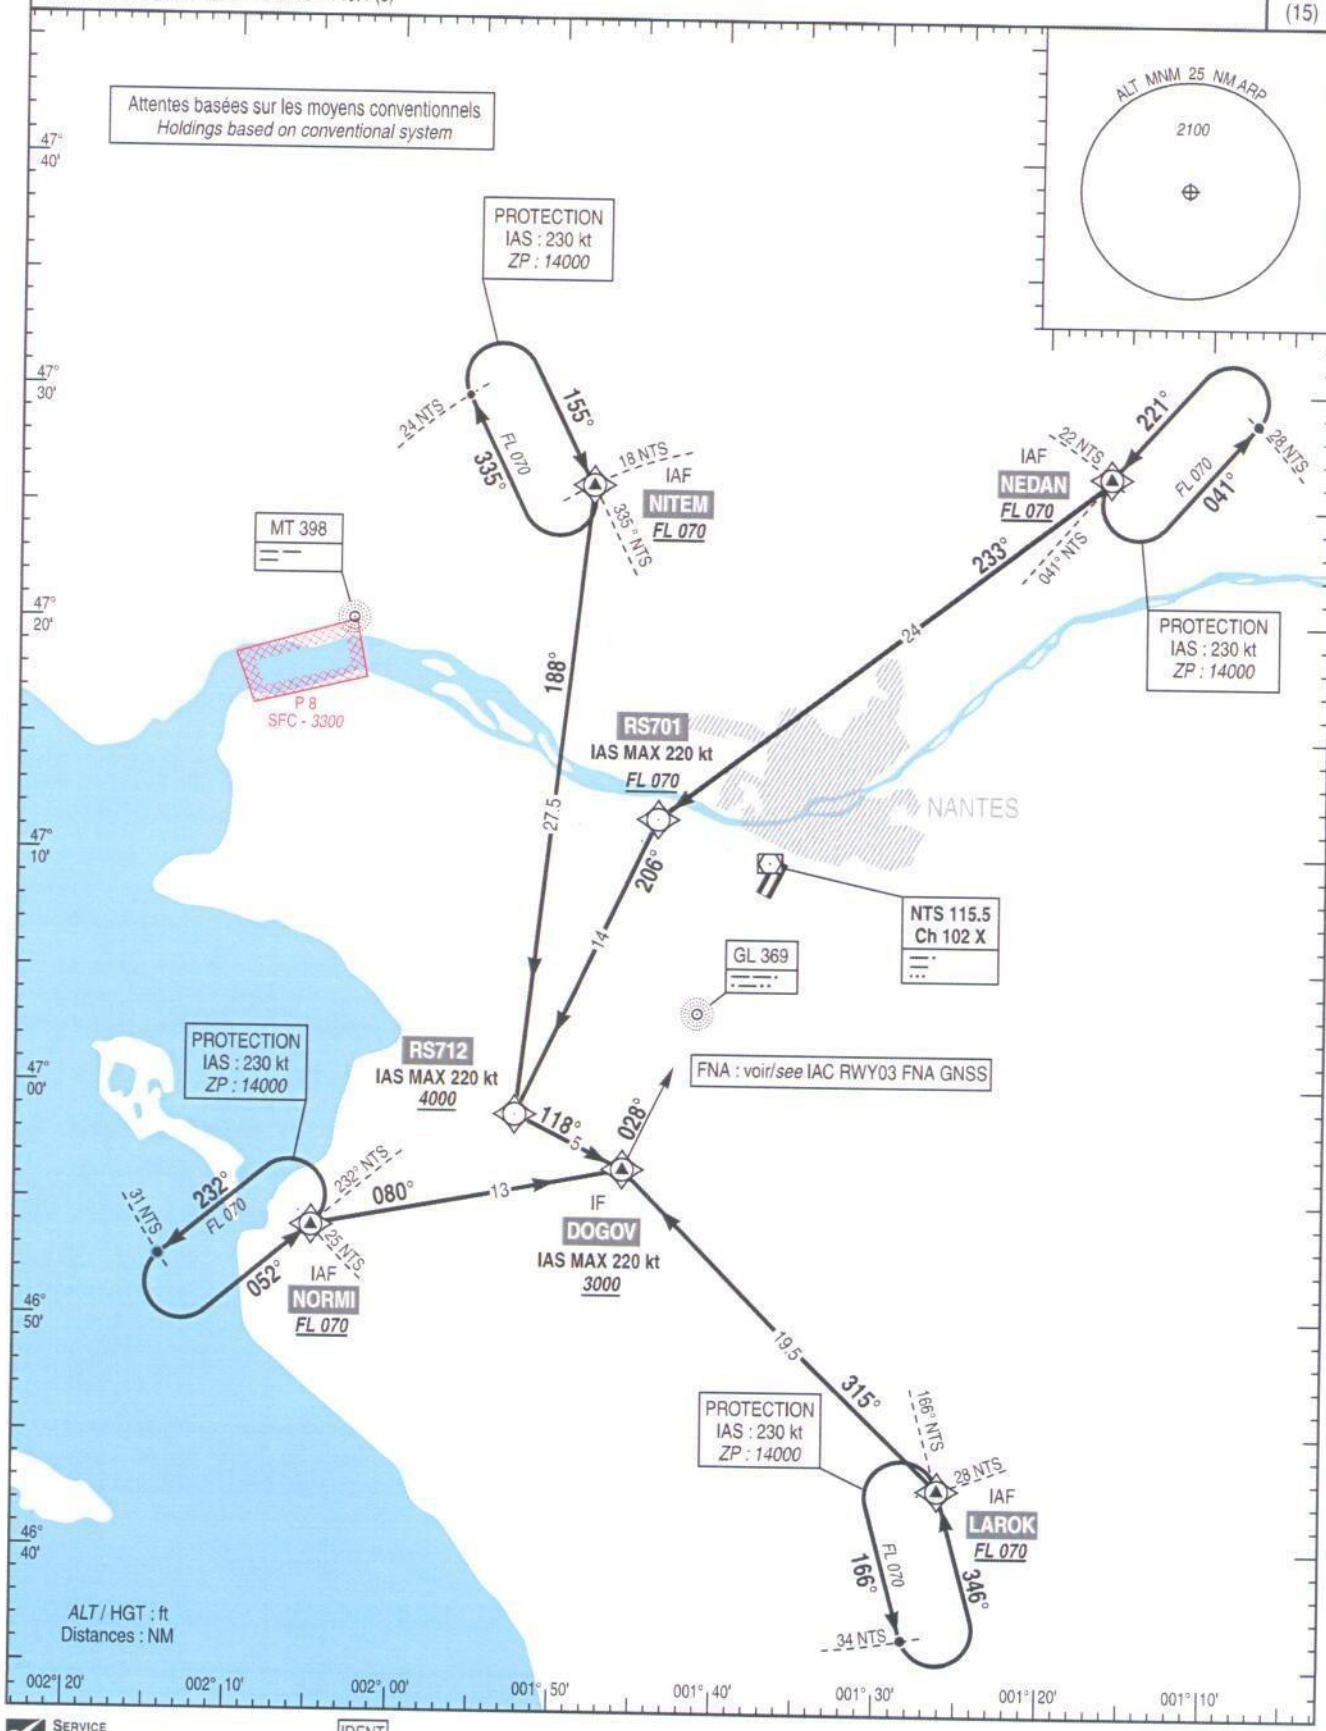 (15)
Attentes basées sur les moyens conventionnels
Holdings based on conventional system
ALT MNM 25 NM ARP
2100
47°
40'
PROTECTION
IAS : 230 kt
ZP : 14000
47°
30'
24 NTS
FL 070
335°
155°
18 NTS
IAF
NITEM
FL 070
335° NTS
221°
22 NTS
28 NTS
IAF
NEDAN
FL 070
FL 070
041°
041° NTS
233°
24
MT 398
47°
20'
P 8
SFC - 3300
188°
27.5
PROTECTION
IAS : 230 kt
ZP : 14000
RS701
IAS MAX 220 kt
FL 070
NANTES
47°
10'
206°
14
NTS 115.5
Ch 102 X
GL 369
PROTECTION
IAS : 230 kt
ZP : 14000
47°
00'
RS712
IAS MAX 220 kt
4000
FNA : voir/see IAC RWY03 FNA GNSS
118°
5
028°
232° NTS
232°
FL 070
31 NTS
080°
13
052°
25 NTS
IAF
NORMI
FL 070
IF
DOGOV
IAS MAX 220 kt
3000
46°
50'
19.5
315°
PROTECTION
IAS : 230 kt
ZP : 14000
166° NTS
28 NTS
IAF
LAROK
FL 070
FL 070
166°
346°
34 NTS
46°
40'
ALT / HGT : ft
Distances : NM
002° 20'
002° 10'
002° 00'
001° 50'
001° 40'
001° 30'
001° 20'
001° 10'
SERVICE
IDENT